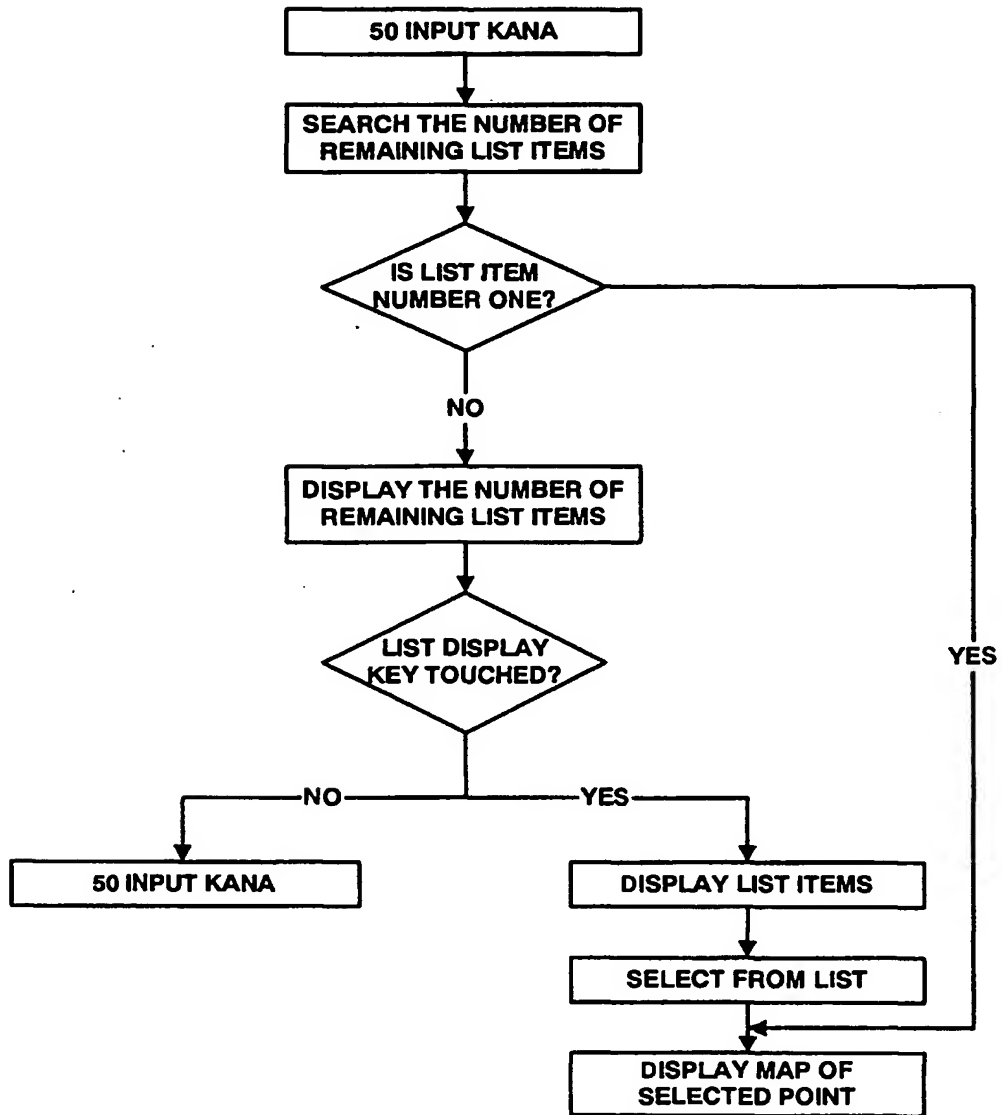 50 INPUT KANA
SEARCH THE NUMBER OF
REMAINING LIST ITEMS
IS LIST ITEM
NUMBER ONE?
NO
DISPLAY THE NUMBER OF
REMAINING LIST ITEMS
LIST DISPLAY
KEY TOUCHED?
YES
NO
YES
50 INPUT KANA
DISPLAY LIST ITEMS
SELECT FROM LIST
DISPLAY MAP OF
SELECTED POINT